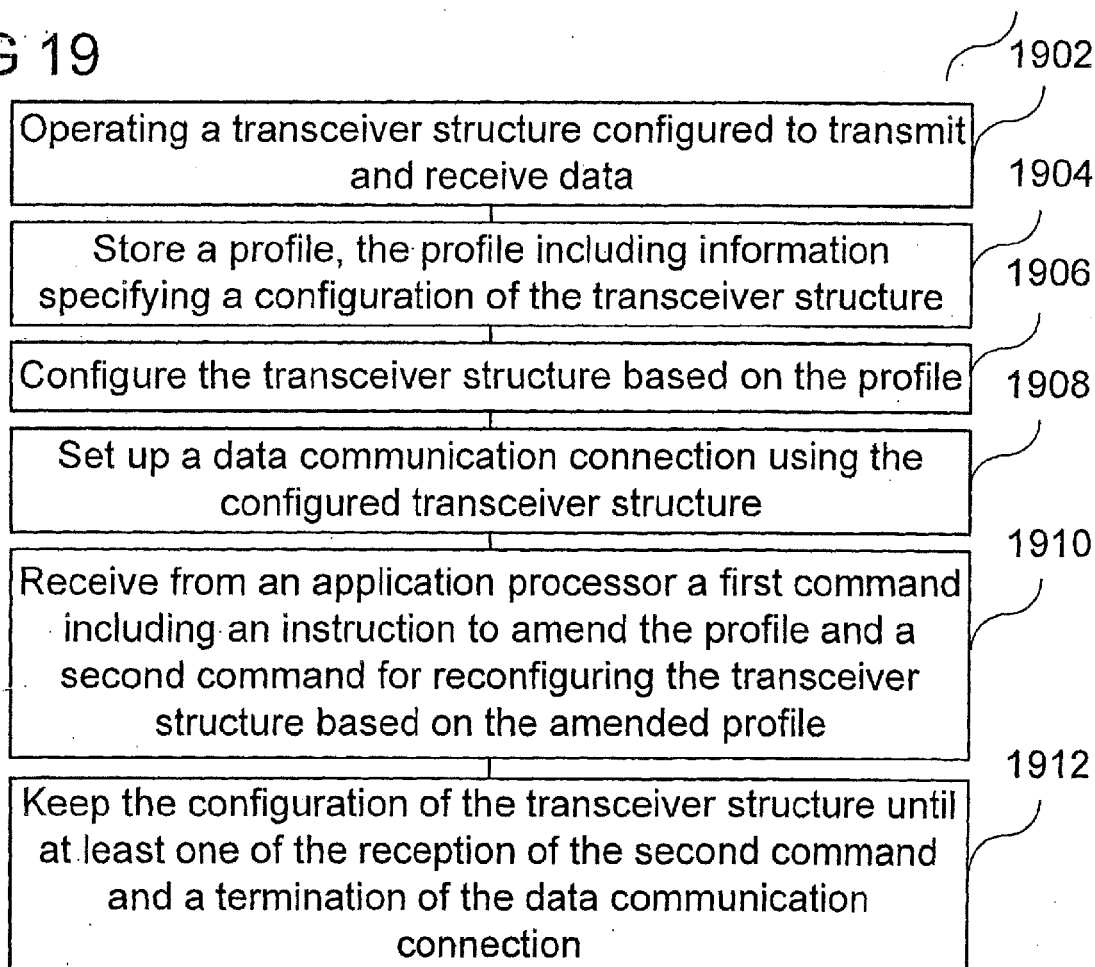 G 19
1902
Operating a transceiver structure configured to transmit
and receive data
1904
Store a profile, the profile including information
specifying a configuration of the transceiver structure
1906
Configure the transceiver structure based on the profile
1908
Set up a data communication connection using the
configured transceiver structure
1910
Receive from an application processor a first command
including an instruction to amend the profile and a
second command for reconfiguring the transceiver
structure based on the amended profile
1912
Keep the configuration of the transceiver structure until
at least one of the reception of the second command
and a termination of the data communication
connection